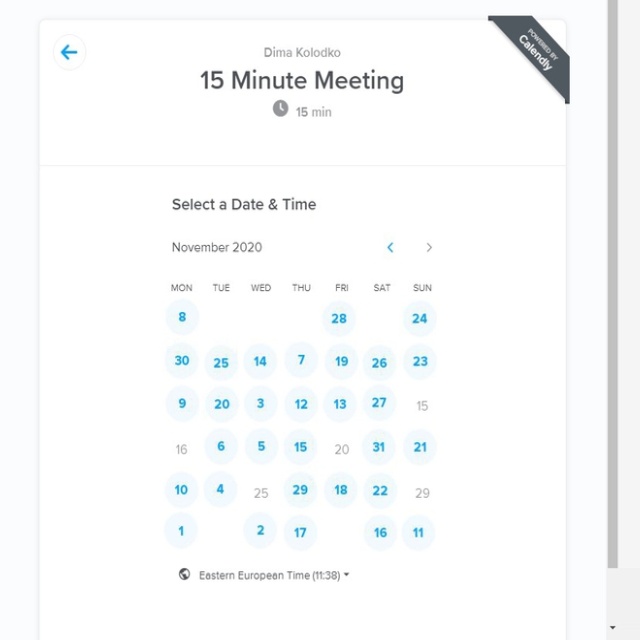 POWERED BY
Calendly
Dima Kolodko
15 Minute Meeting
15 min
Select a Date & Time
November 2020
MON TUE WED THU FRI SAT SUN
8 28 24
30 25 14 7 19 26 23
9 20 3 12 13 27 15
16 6 5 15 20 31 21
10 4 25 29 18 22 29
1 2 17 16 11
Eastern European Time (11:38)